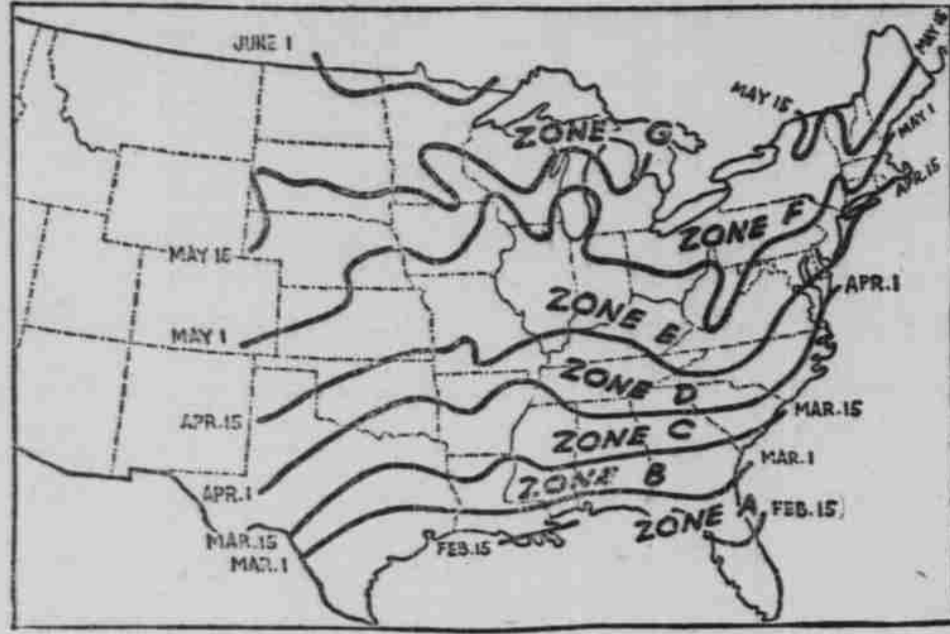 JUNE 1
MAY 15
MAY 15
MAY 1
ZONE G
APR. 15
ZONE F
MAY 15
APR. 1
ZONE E
MAY 1
ZONE D
APR. 15
MAR. 15
ZONE C
MAR. 1
APR. 1
ZONE B
ZONE A
FEB. 15
MAR. 15
FEB. 15
MAR. 1